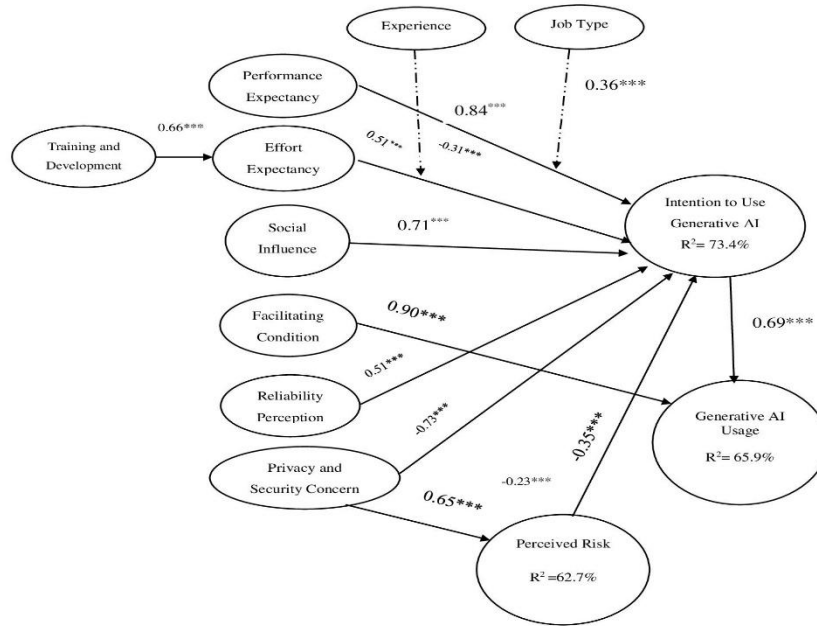 Experience
Job Type
Performance
Expectancy
0.84***
0.36***
0.66***
Training and
Development
Effort
Expectancy
0.51***
-0.31***
Intention to Use
Generative AI
R²= 73.4%
Social
Influence
0.71***
Facilitating
Condition
0.90***
0.69***
Reliability
Perception
0.51***
-0.73***
Generative AI
Usage
R²= 65.9%
Privacy and
Security Concern
0.65***
-0.23***
-0.35***
Perceived Risk
R² =62.7%